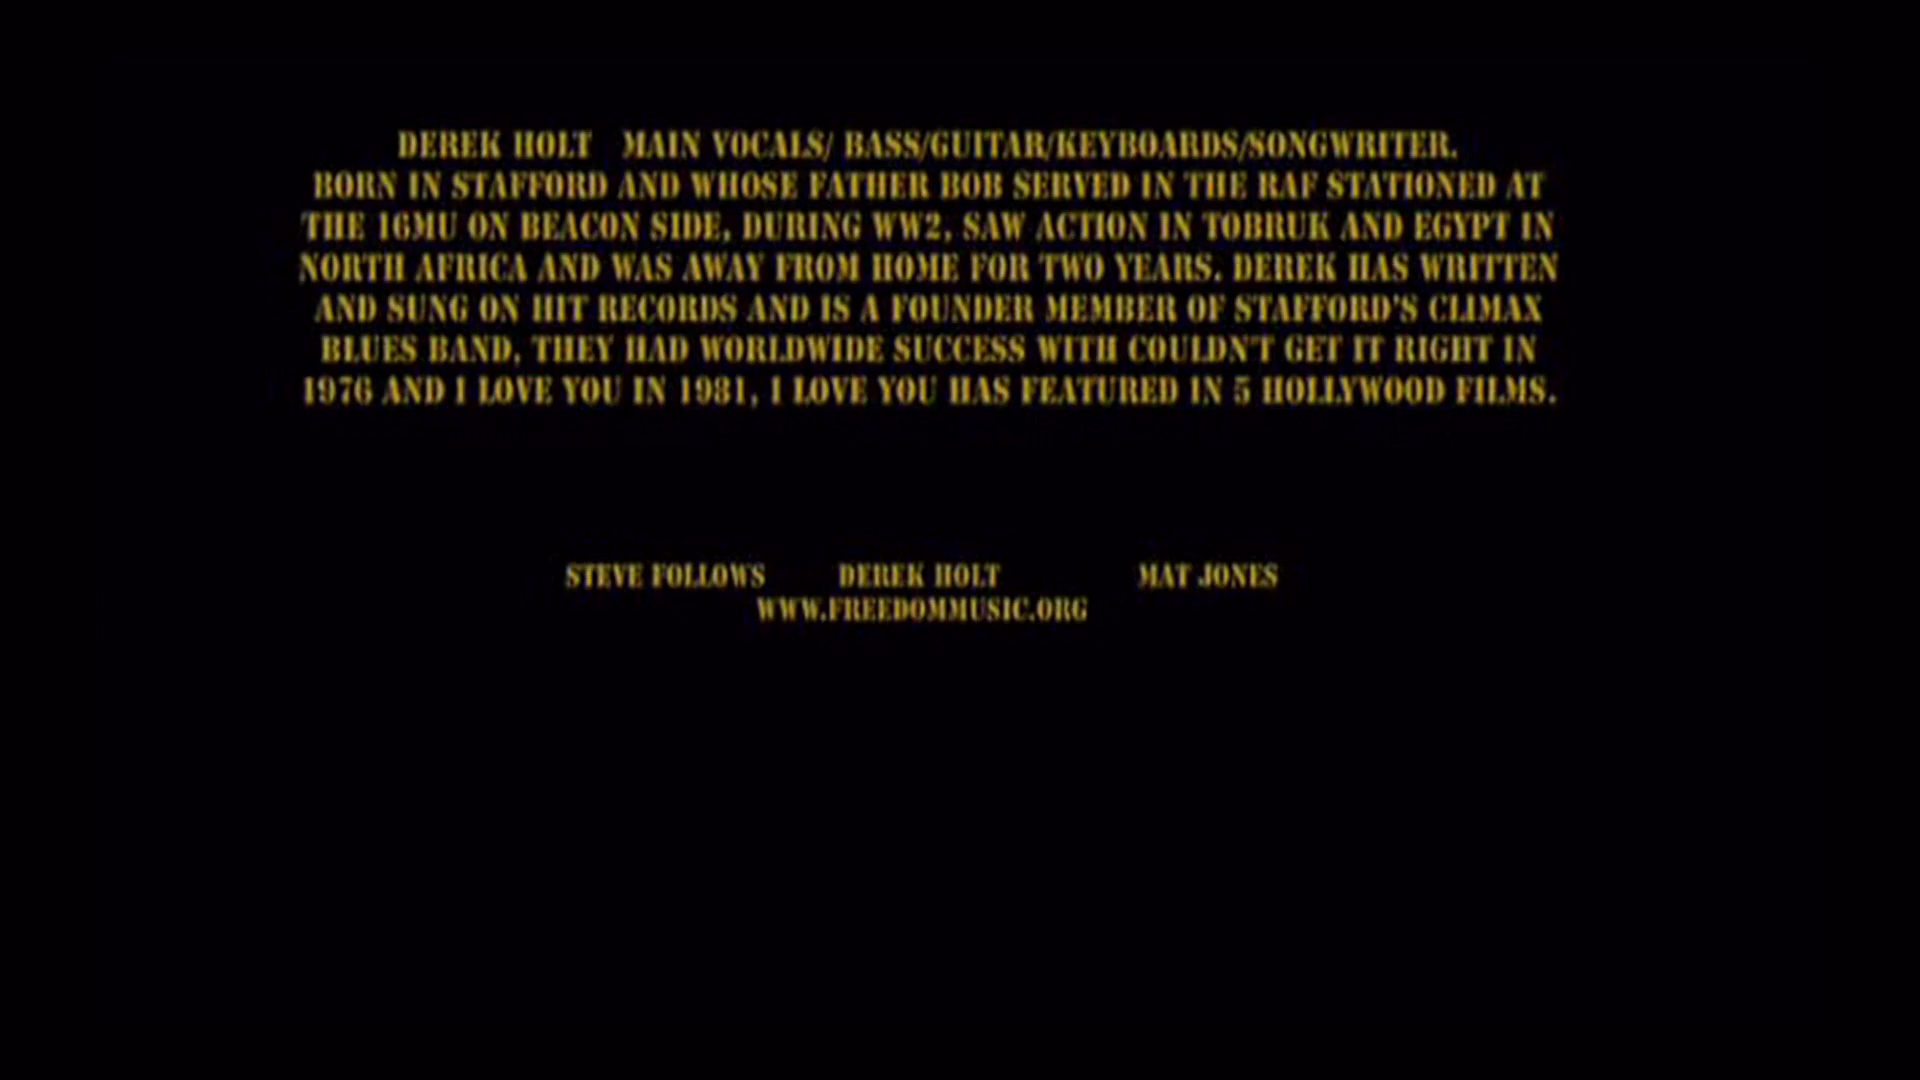 DEREK HOLT MAIN VOCALS/ BASS/GUITAR/KEYBOARDS/SONGWRITER.
BORN IN STAFFORD AND WHOSE FATHER BOB SERVED IN THE RAF STATIONED AT
THE 16MU ON BEACON SIDE, DURING WW2, SAW ACTION IN TOBRUK AND EGYPT IN
NORTH AFRICA AND WAS AWAY FROM HOME FOR TWO YEARS. DEREK HAS WRITTEN
AND SUNG ON HIT RECORDS AND IS A FOUNDER MEMBER OF STAFFORD'S CLIMAX
BLUES BAND, THEY HAD WORLDWIDE SUCCESS WITH COULDN'T GET IT RIGHT IN
1976 AND I LOVE YOU IN 1981, I LOVE YOU HAS FEATURED IN 5 HOLLYWOOD FILMS.
STEVE FOLLOWS DEREK HOLT MAT JONES
WWW.FREEDOMMUSIC.ORG